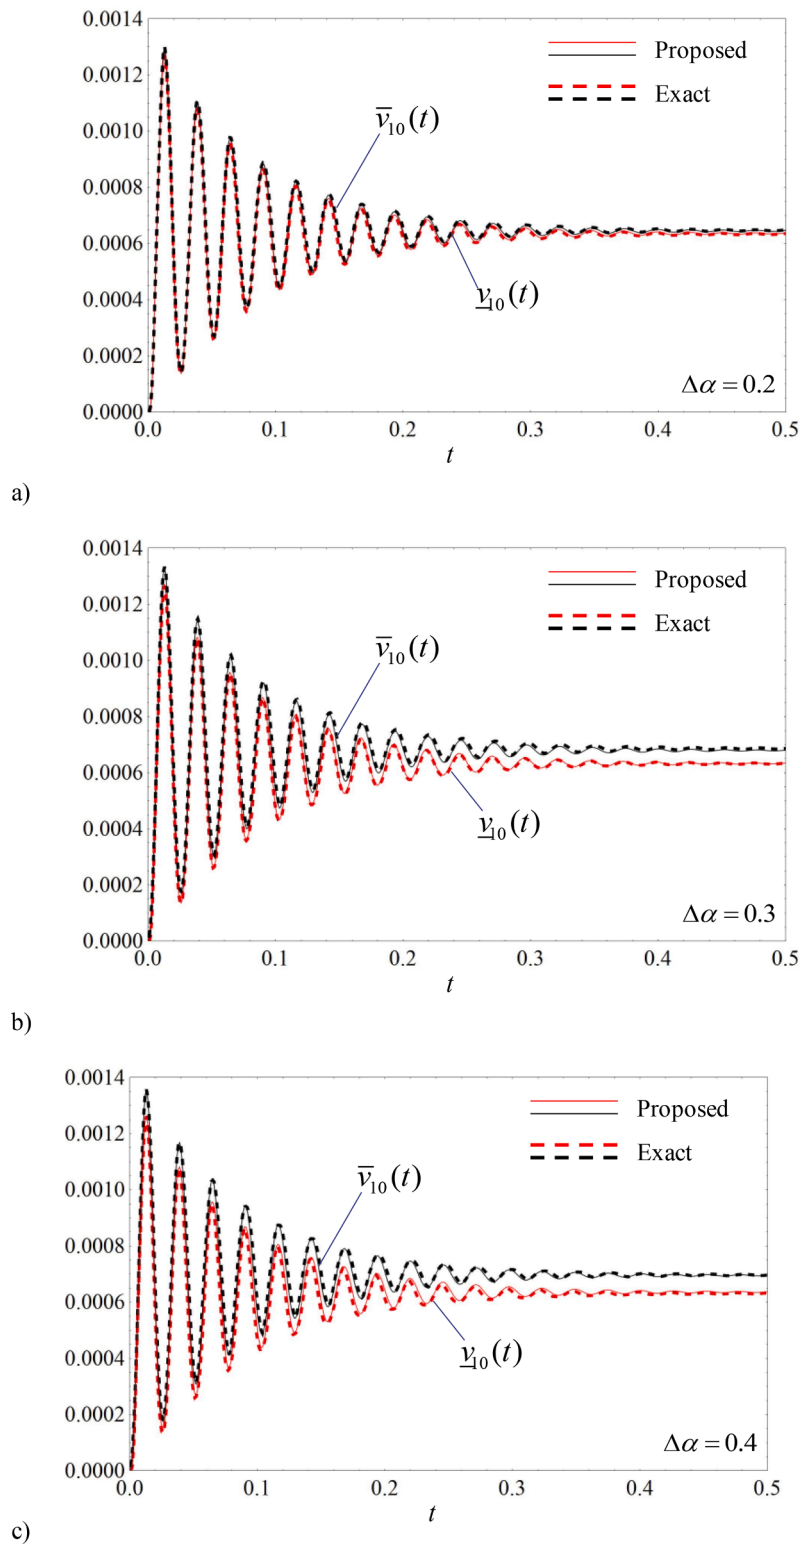 0.0014
0.0012
0.0010
0.0008
0.0006
0.0004
0.0002
0.0000
Proposed
Exact
v̅₁₀(t)
v̲₁₀(t)
Δα = 0.2
0.0 0.1 0.2 0.3 0.4 0.5
t
a)
0.0014
0.0012
0.0010
0.0008
0.0006
0.0004
0.0002
0.0000
Proposed
Exact
v̅₁₀(t)
v̲₁₀(t)
Δα = 0.3
0.0 0.1 0.2 0.3 0.4 0.5
t
b)
0.0014
0.0012
0.0010
0.0008
0.0006
0.0004
0.0002
0.0000
Proposed
Exact
v̅₁₀(t)
v̲₁₀(t)
Δα = 0.4
0.0 0.1 0.2 0.3 0.4 0.5
t
c)